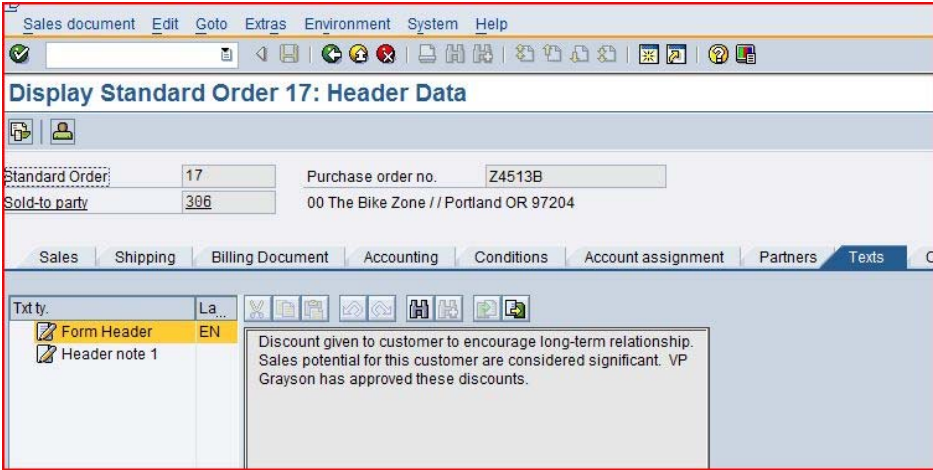 Sales document Edit Goto Extras Environment System Help
Display Standard Order 17: Header Data
Standard Order: 17 Purchase order no. Z4513B
Sold-to party 306 00 The Bike Zone / / Portland OR 97204
Sales Shipping Billing Document Accounting Conditions Account assignment Partners Texts
Txt ty. La...
Form Header EN
Header note 1
Discount given to customer to encourage long-term relationship.
Sales potential for this customer are considered significant. VP
Grayson has approved these discounts.